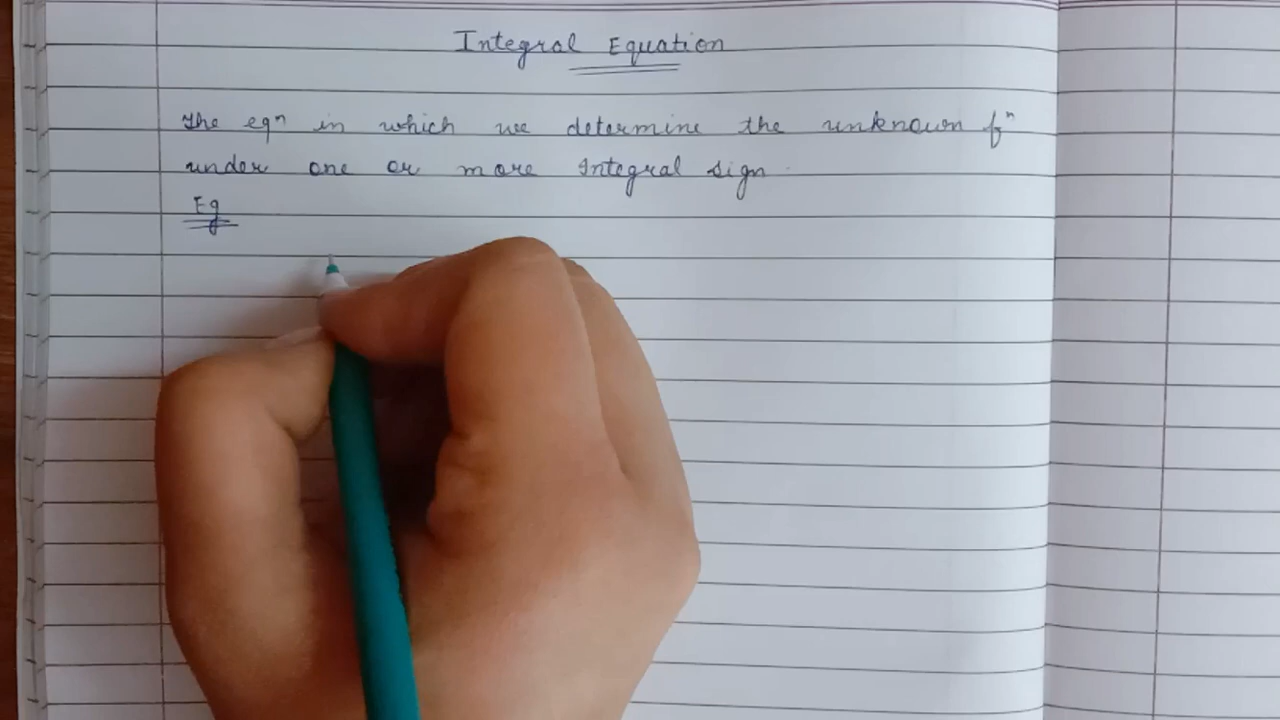 Integral Equation
The eqⁿ in which we determine the unknown fⁿ
under one or more Integral sign
Eg